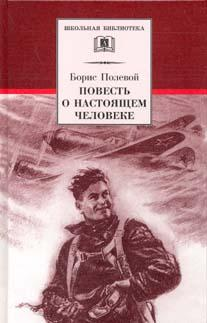 ШКОЛЬНАЯ БИБЛИОТЕКА
Борис Полевой
ПОВЕСТЬ
О НАСТОЯЩЕМ
ЧЕЛОВЕКЕ